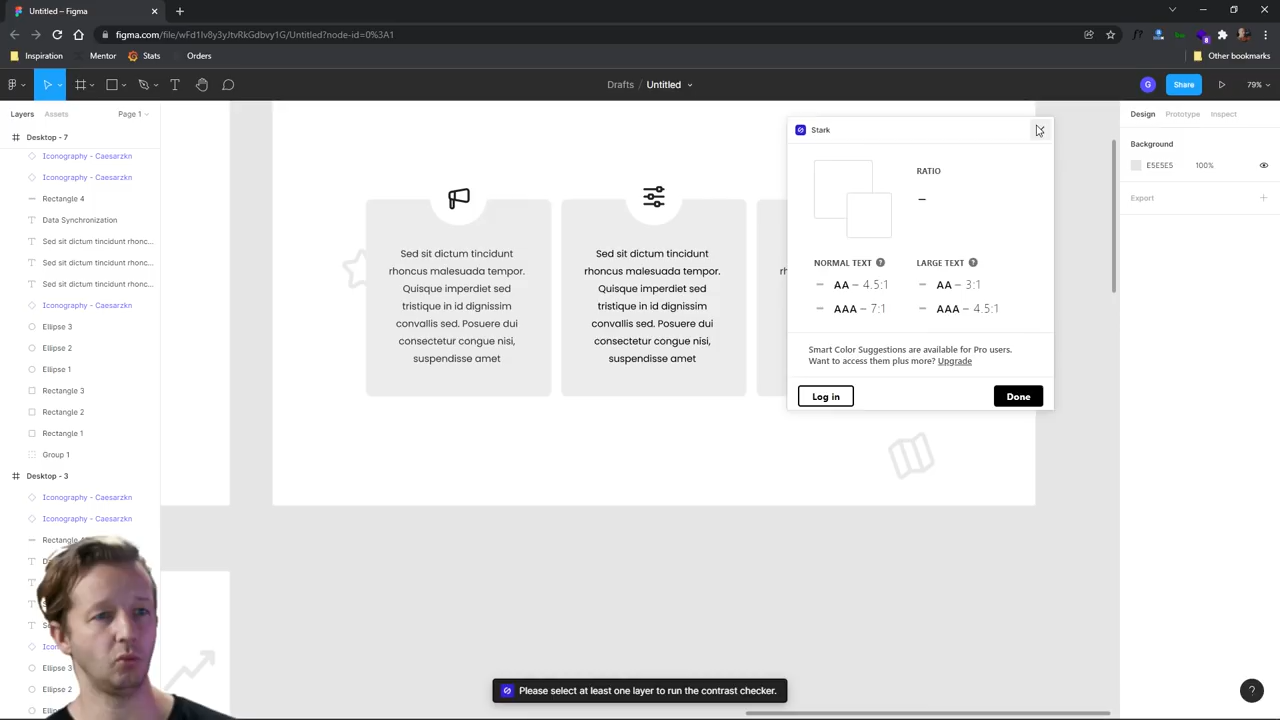 Untitled – Figma
figma.com/file/wFd1Iv8y3yJtvRkGdbvy1G/Untitled?node-id=0%3A1
Inspiration
Motor
Stats
Orders
Other bookmarks
Drafts / Untitled
G
Share
79%
Layers
Assets
Page 1
Design
Prototype
Inspect
Desktop - 7
Iconography - Caesarzkn
Iconography - Caesarzkn
Rectangle 4
Data Synchronization
Sed sit dictum tincidunt rhonc...
Sed sit dictum tincidunt rhonc...
Sed sit dictum tincidunt rhonc...
Iconography - Caesarzkn
Ellipse 3
Ellipse 2
Ellipse 1
Rectangle 3
Rectangle 2
Rectangle 1
Group 1
Desktop - 3
Iconography - Caesarzkn
Iconography - Caesarzkn
Ellipse 3
Ellipse 2
Sed sit dictum tincidunt
rhoncus malesuada tempor.
Quisque imperdiet sed
tristique in id dignissim
convallis sed. Posuere dui
consectetur congue nisi,
suspendisse amet
Sed sit dictum tincidunt
rhoncus malesuada tempor.
Quisque imperdiet sed
tristique in id dignissim
convallis sed. Posuere dui
consectetur congue nisi,
suspendisse amet
Stark
RATIO
–
NORMAL TEXT ?
LARGE TEXT ?
AA – 4.5:1
AA – 3:1
AAA – 7:1
AAA – 4.5:1
Smart Color Suggestions are available for Pro users.
Want to access them plus more? Upgrade
Log in
Done
Background
E5E5E5
100%
Export
Please select at least one layer to run the contrast checker.
?